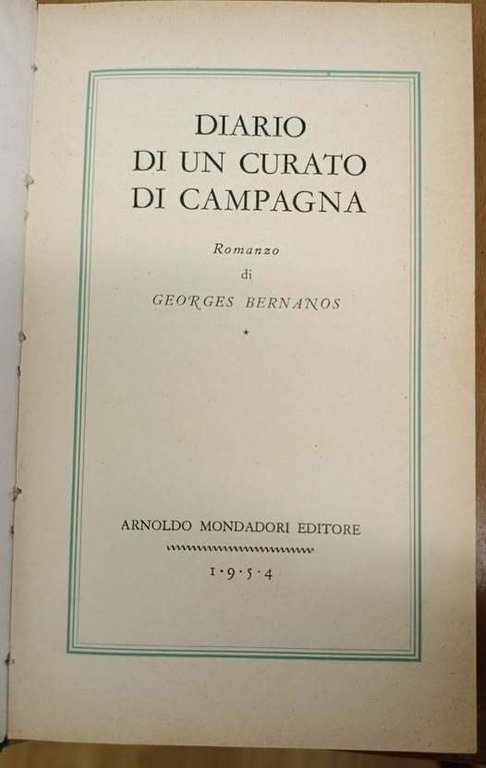 DIARIO
DI UN CURATO
DI CAMPAGNA
Romanzo
di
GEORGES BERNANOS
*
ARNOLDO MONDADORI EDITORE
1•9•5•4